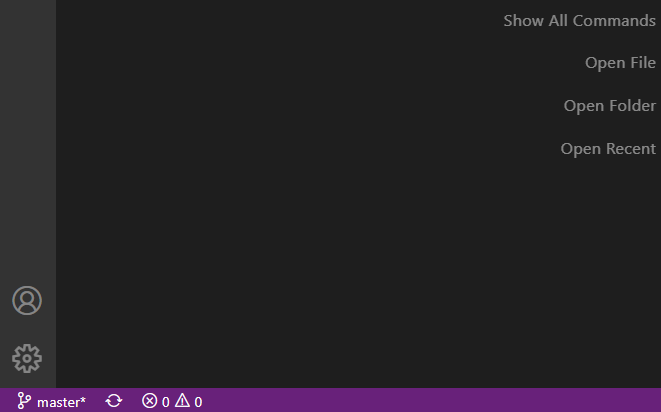 Show All Commands
Open File
Open Folder
Open Recent
master* 0 0